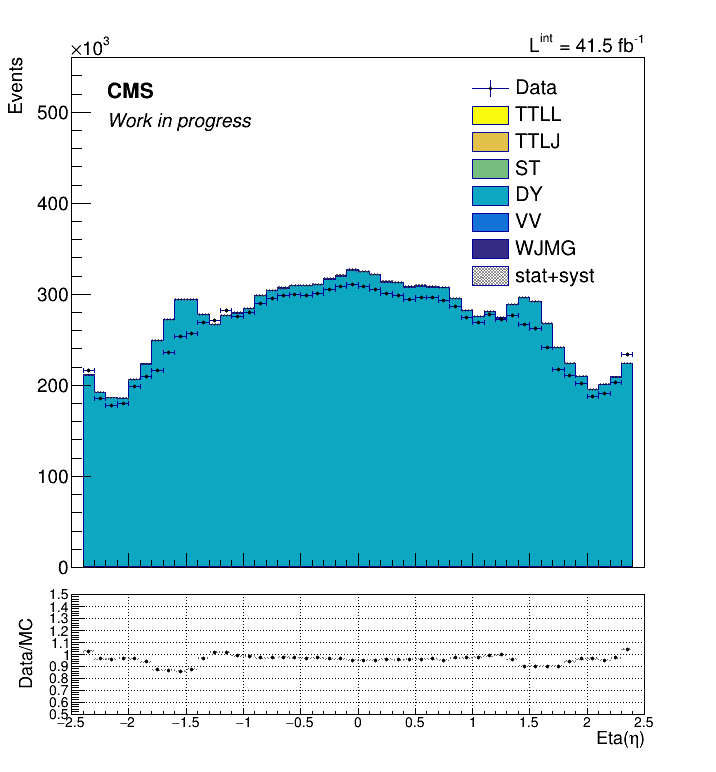 ×10³
L^int = 41.5 fb⁻¹
Events
CMS
Work in progress
Data
TTLL
TTLJ
ST
DY
VV
WJMG
stat+syst
500
400
300
200
100
0
Data/MC
1.5
1.4
1.3
1.2
1.1
1
0.9
0.8
0.7
0.6
0.5
−2.5 −2 −1.5 −1 −0.5 0 0.5 1 1.5 2 2.5
Eta(η)